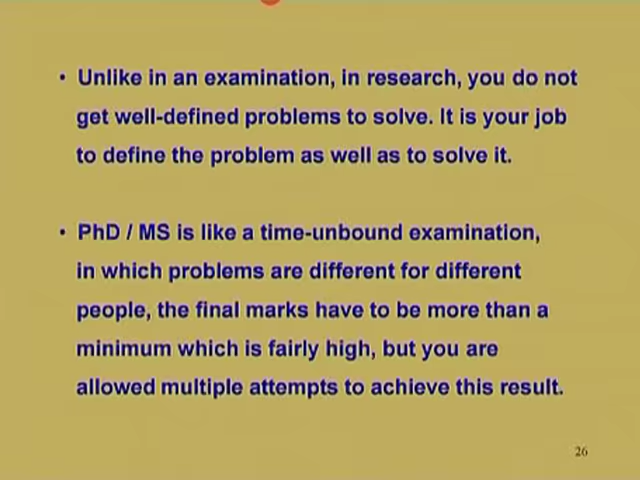 • Unlike in an examination, in research, you do not
get well-defined problems to solve. It is your job
to define the problem as well as to solve it.
• PhD / MS is like a time-unbound examination,
in which problems are different for different
people, the final marks have to be more than a
minimum which is fairly high, but you are
allowed multiple attempts to achieve this result.
26